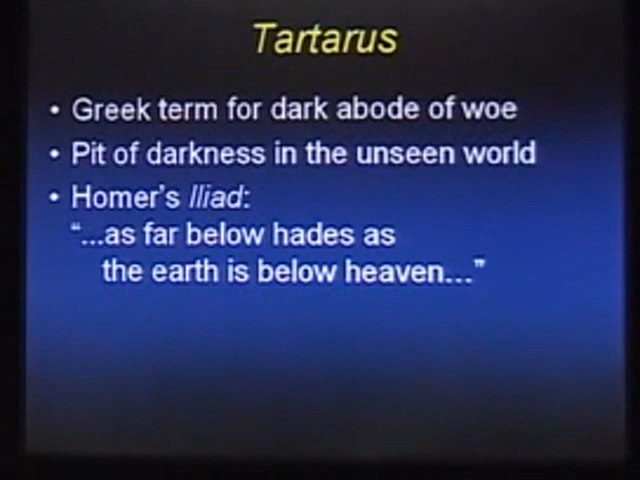 Tartarus
• Greek term for dark abode of woe
• Pit of darkness in the unseen world
• Homer's Iliad:
“...as far below hades as
the earth is below heaven...”